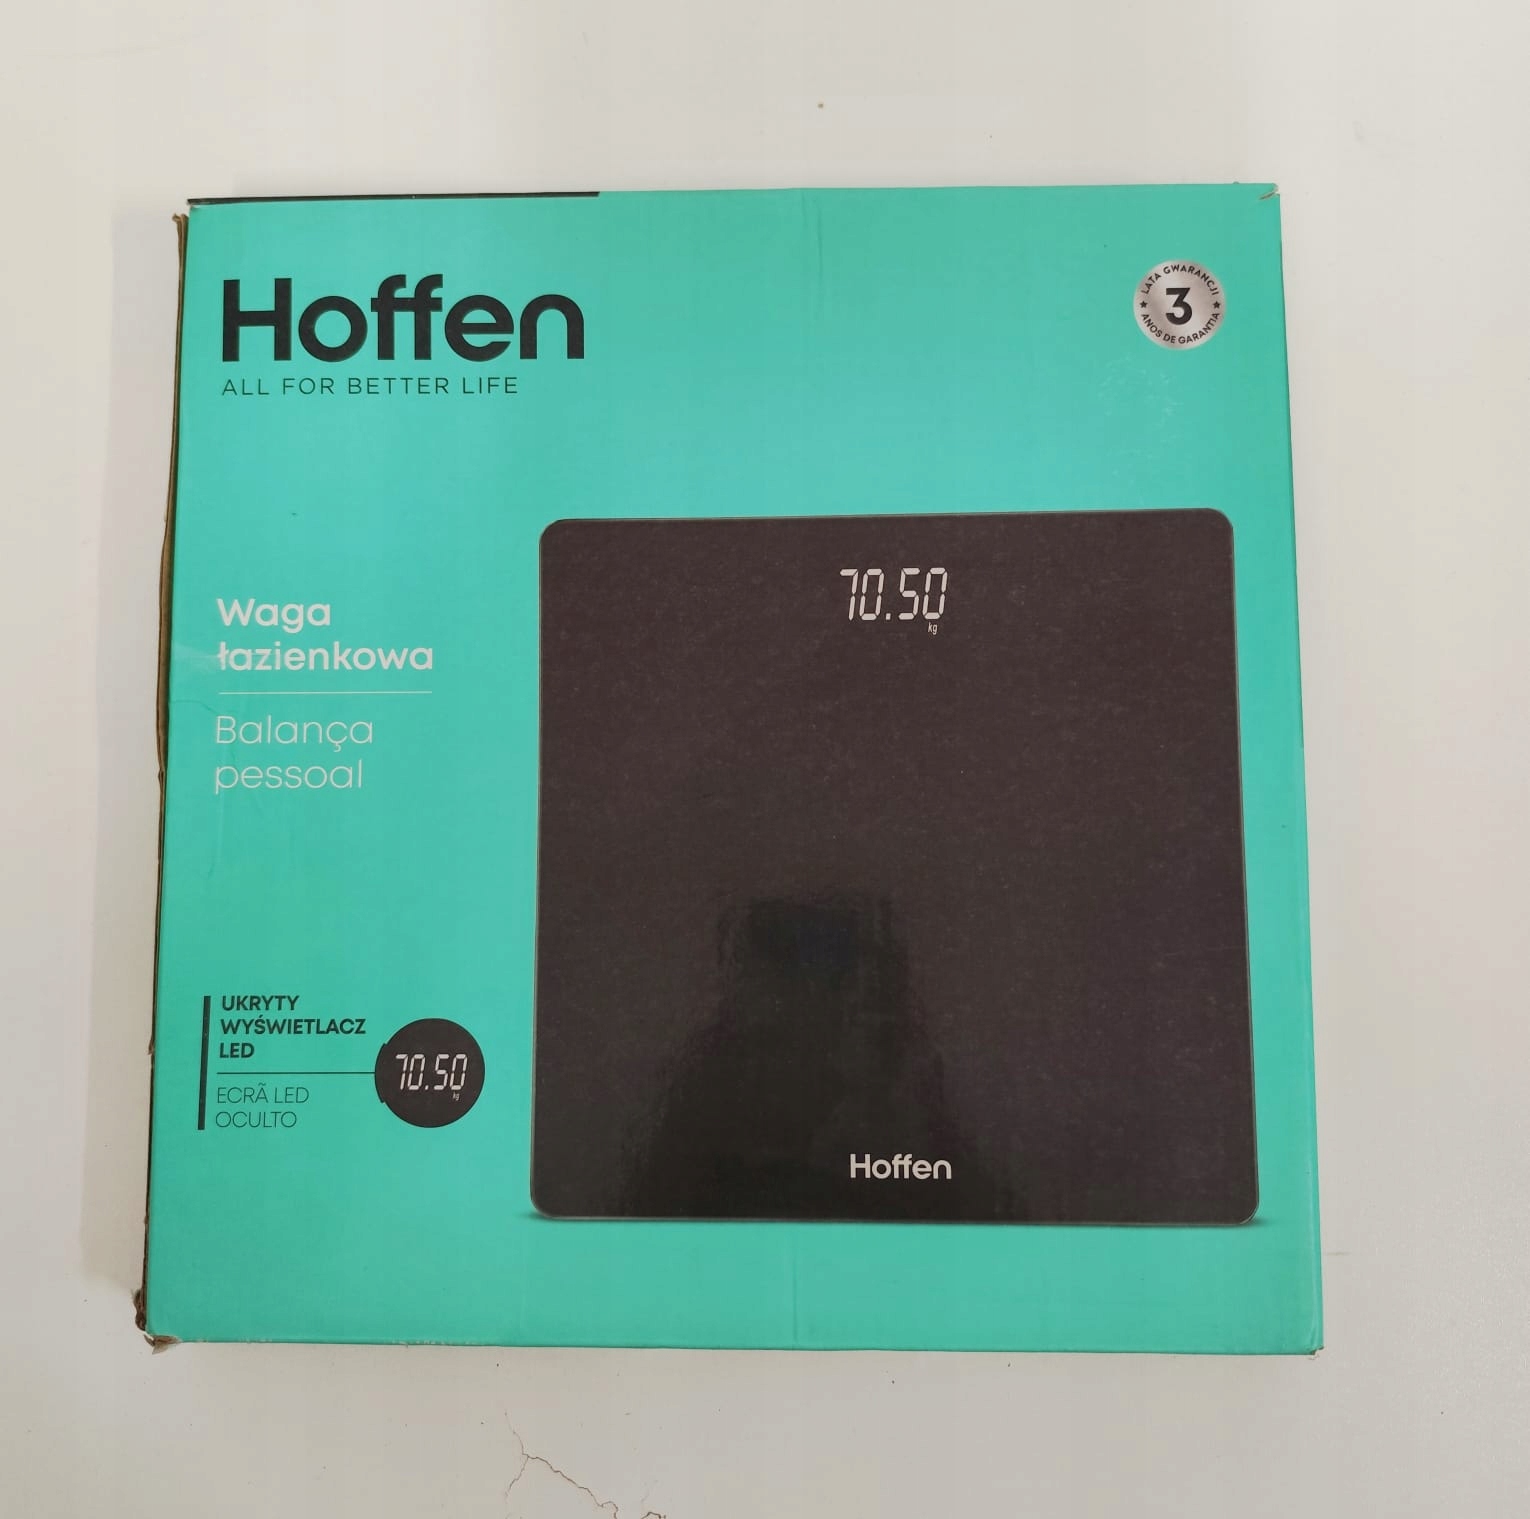 Hoffen
ALL FOR BETTER LIFE
LATA GWARANCJI
3
ANOS DE GARANTIA
70.50
kg
Waga
łazienkowa
Balança
pessoal
UKRYTY
WYŚWIETLACZ
LED
70.50
kg
ECRÃ LED
OCULTO
Hoffen